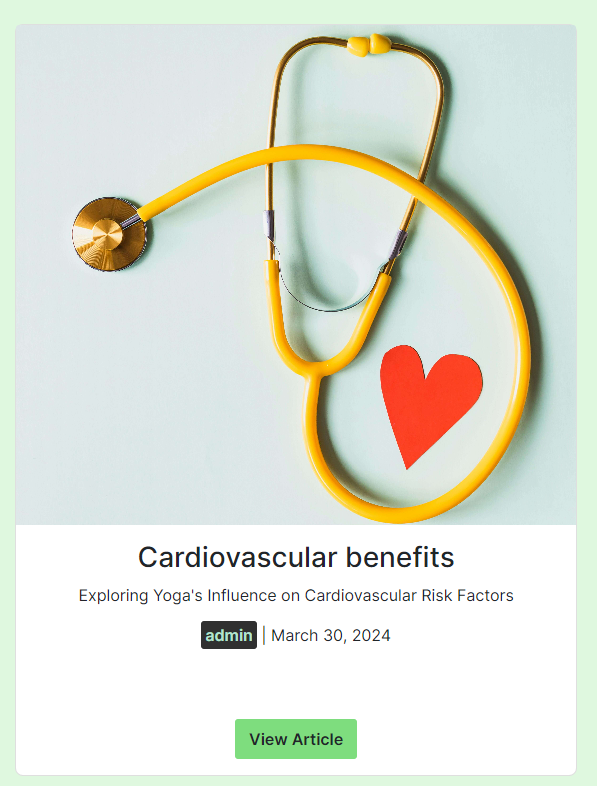 Cardiovascular benefits
Exploring Yoga's Influence on Cardiovascular Risk Factors
admin | March 30, 2024
View Article